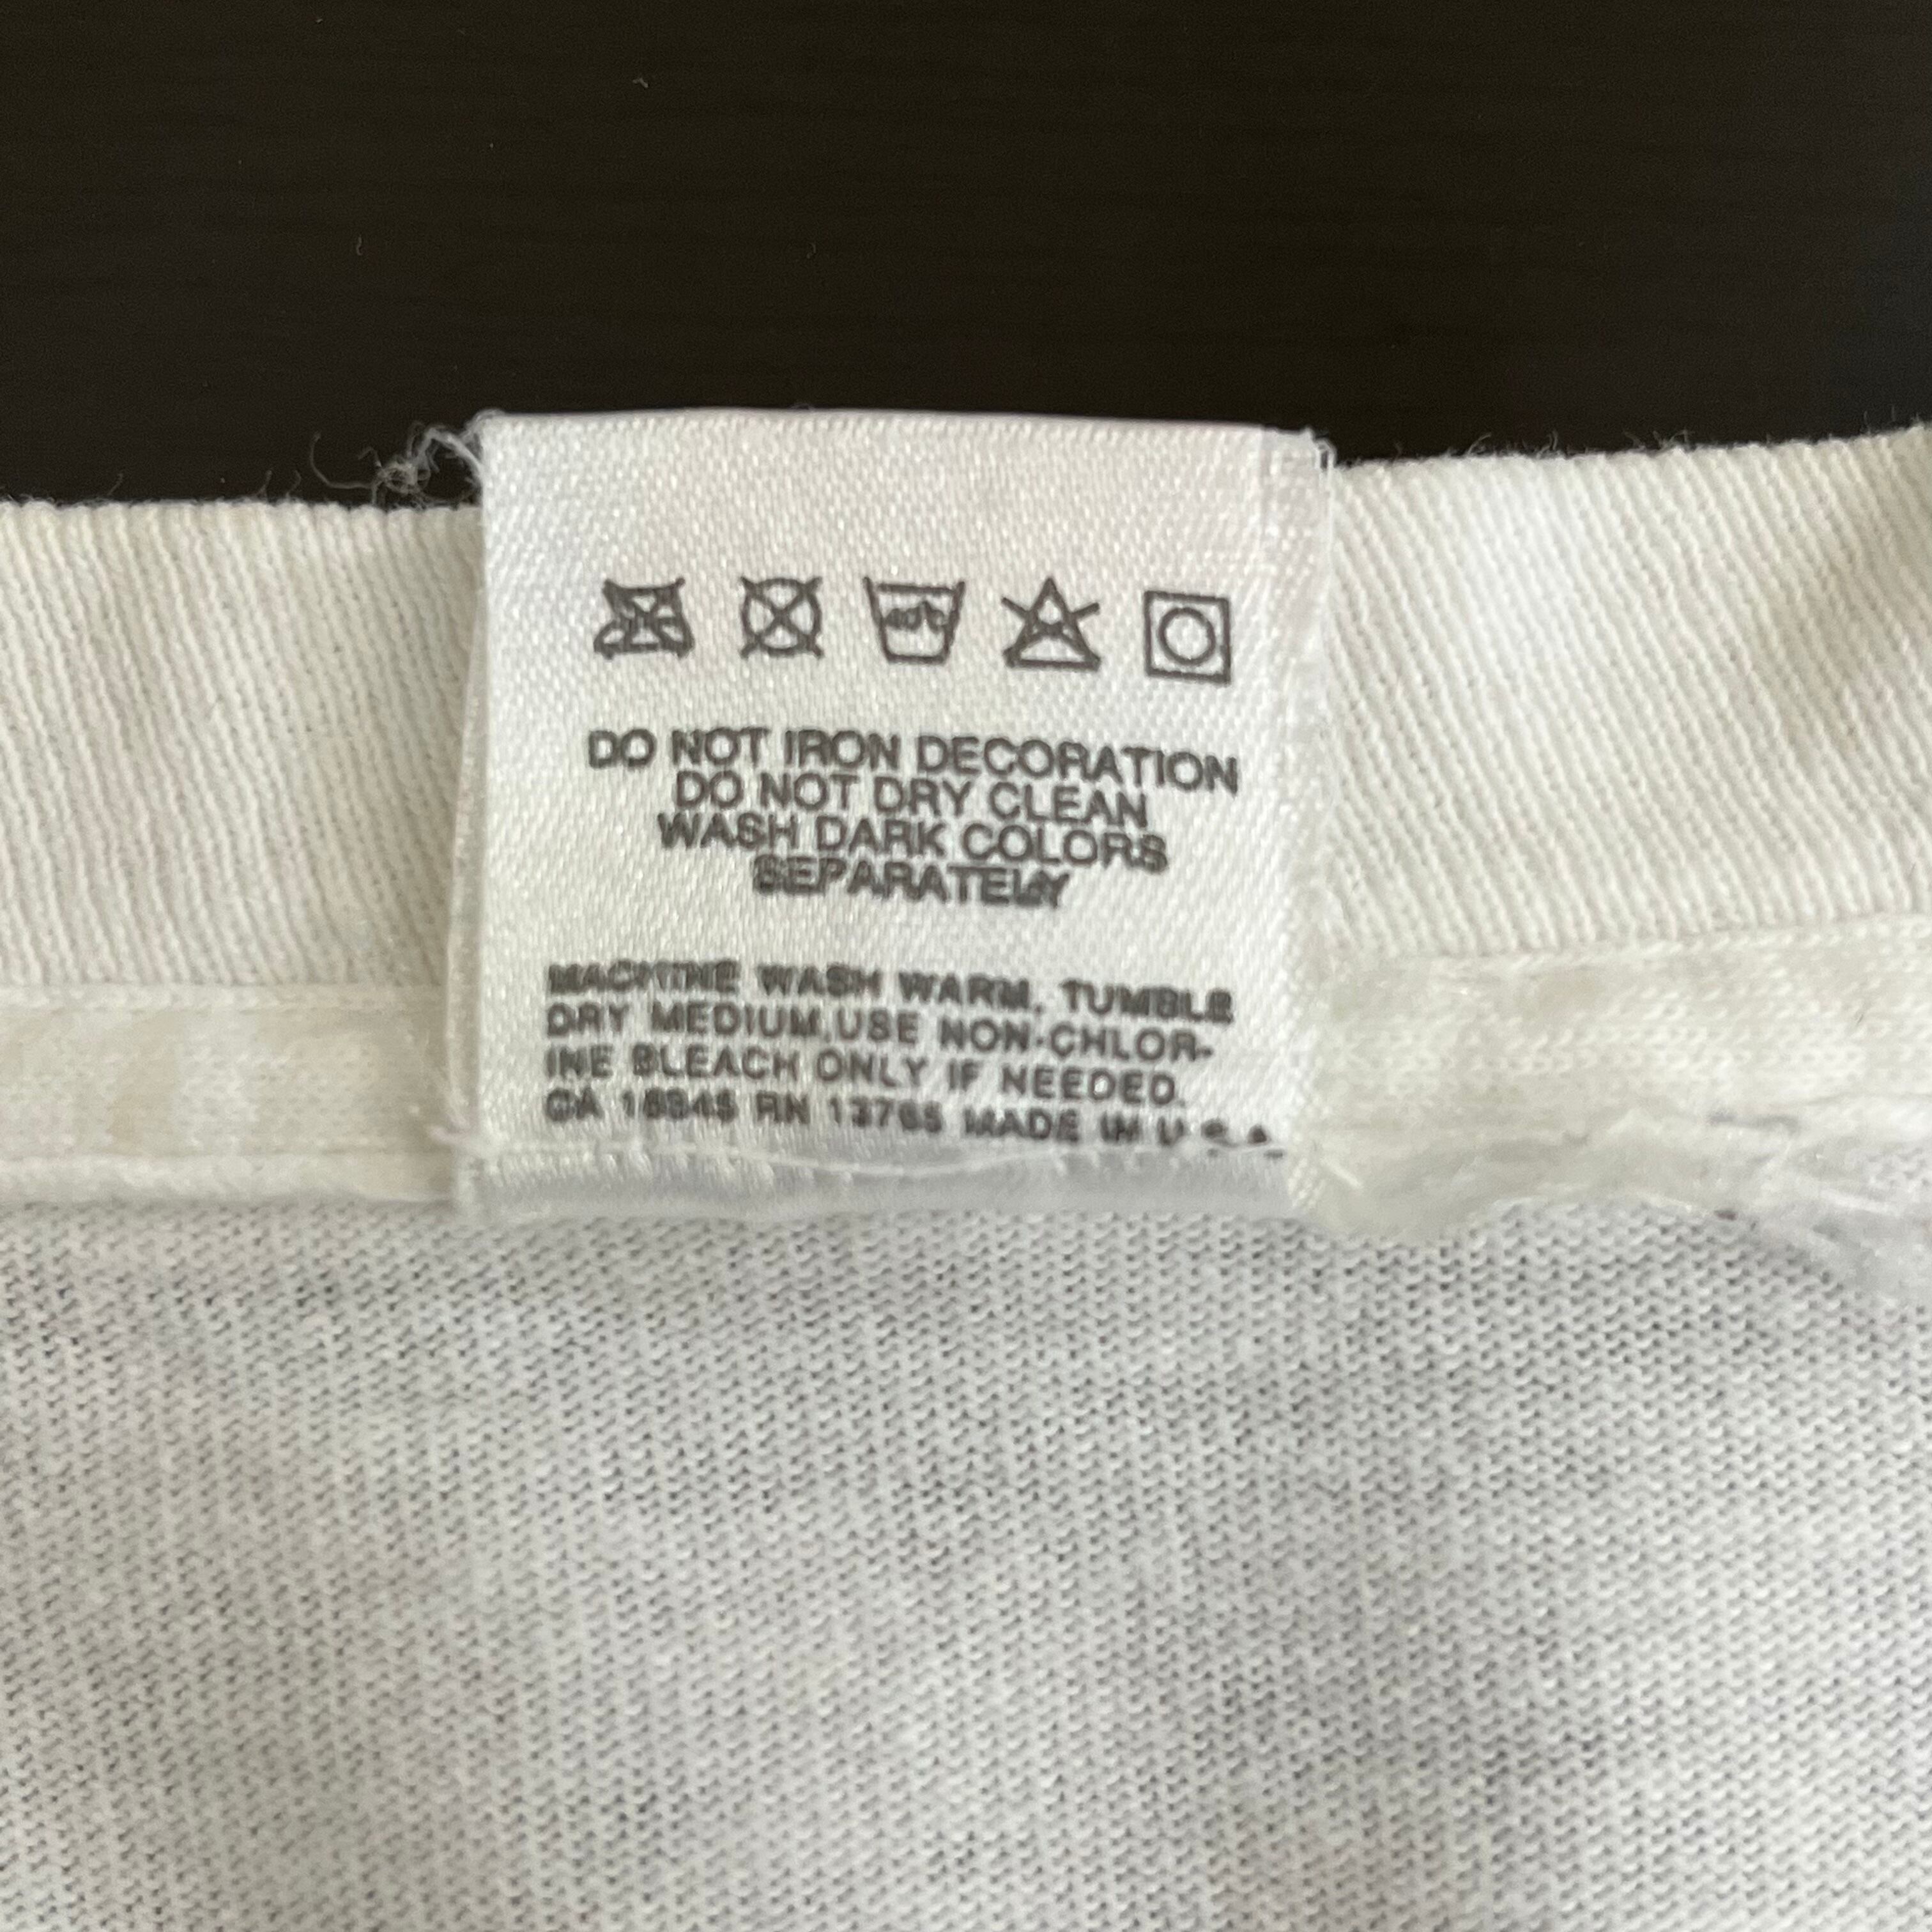 40°C
DO NOT IRON DECORATION
DO NOT DRY CLEAN
WASH DARK COLORS
SEPARATELY
MACHINE WASH WARM, TUMBLE
DRY MEDIUM.USE NON-CHLOR-
INE BLEACH ONLY IF NEEDED.
CA RN 13765 MADE IN U.S.A.